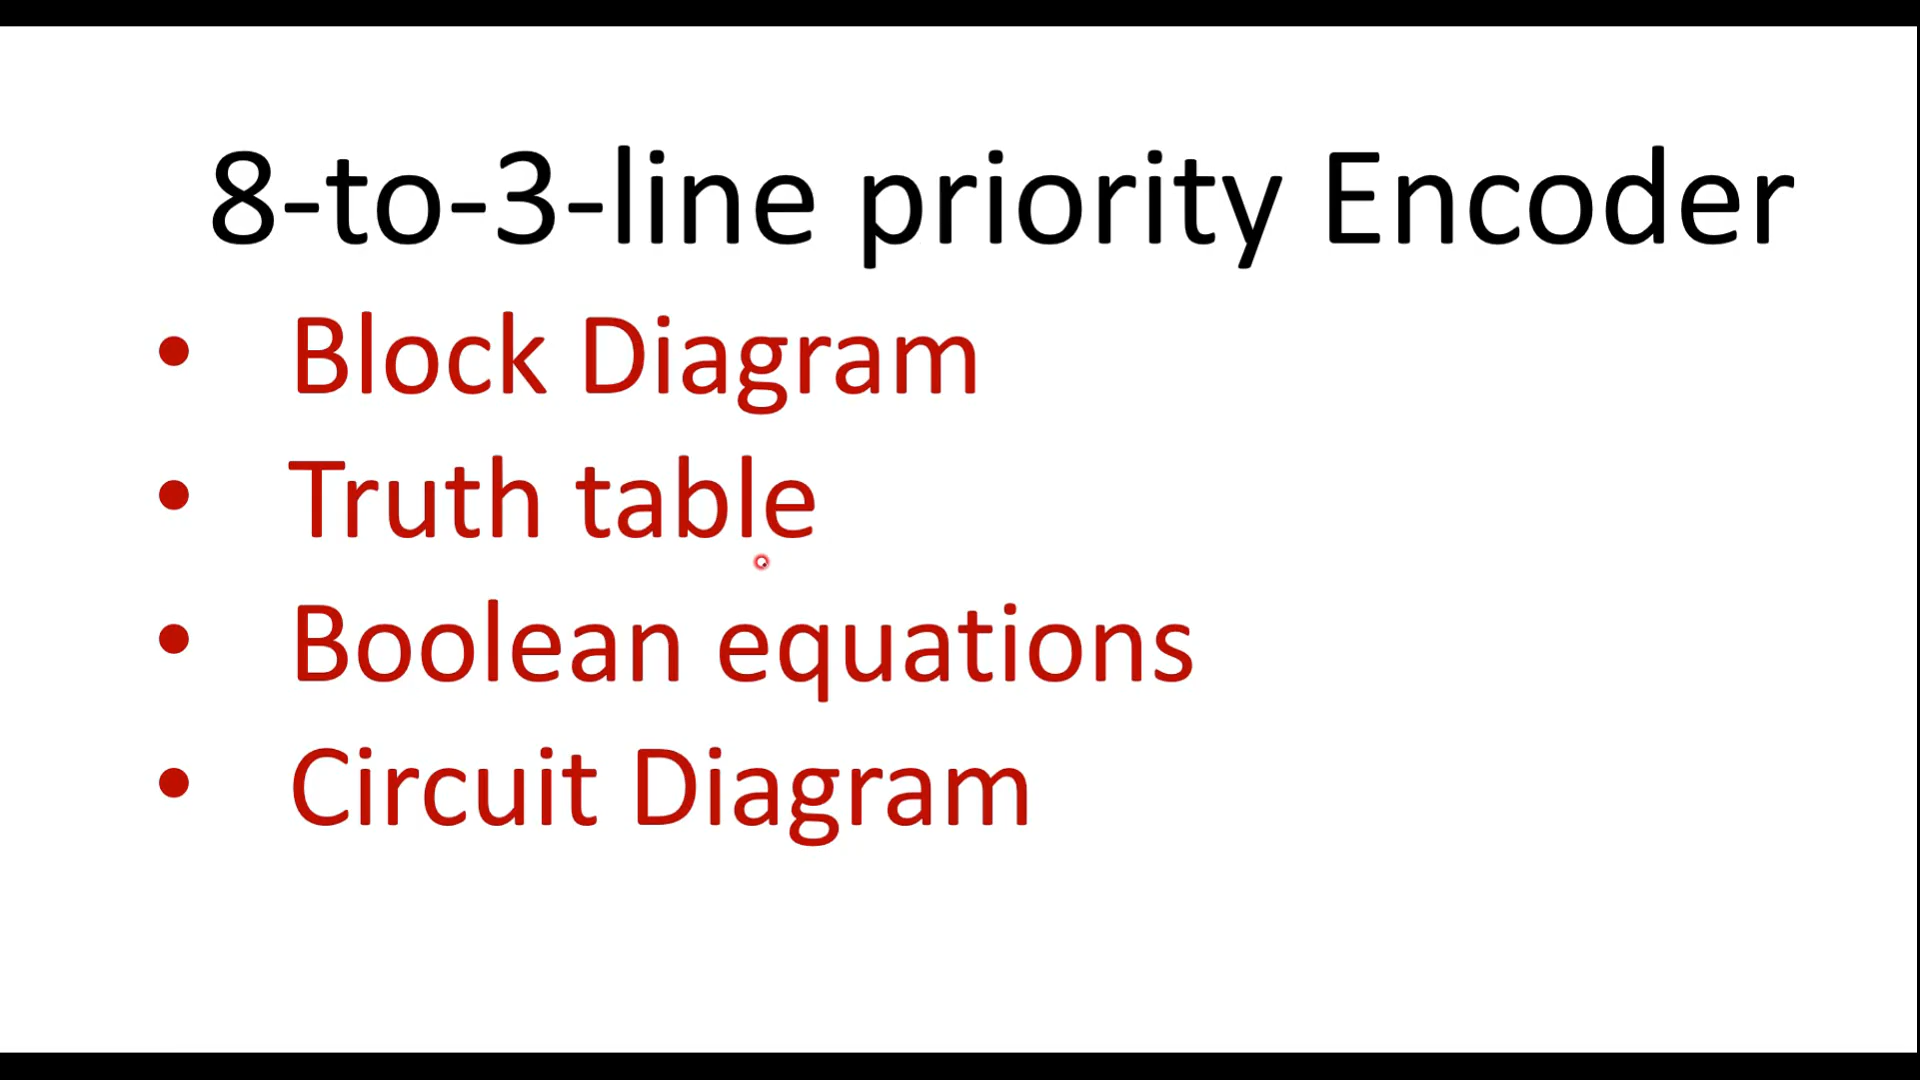 8-to-3-line priority Encoder
• Block Diagram
• Truth table
• Boolean equations
• Circuit Diagram